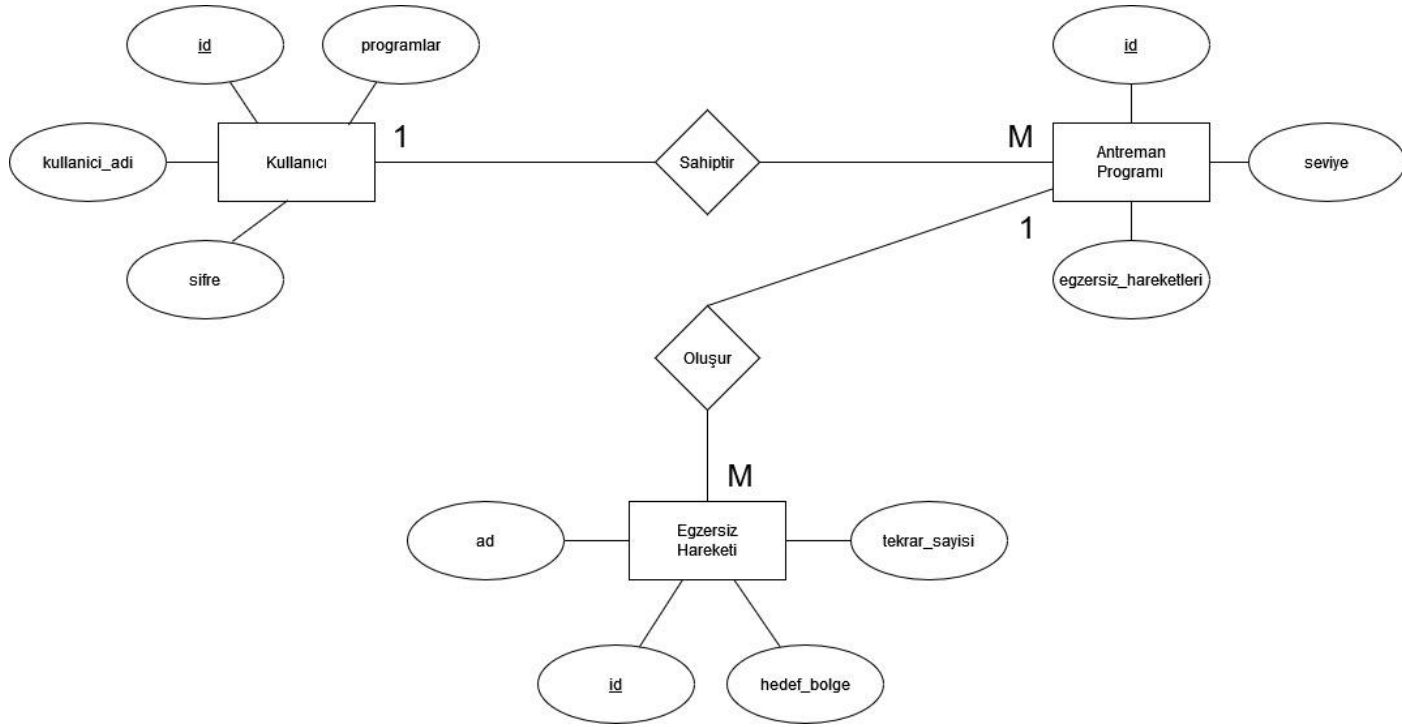 id
programlar
id
1
M
kullanici_adi
Kullanıcı
Sahiptir
Antreman
Programı
seviye
1
sifre
egzersiz_hareketleri
Oluşur
M
ad
Egzersiz
Hareketi
tekrar_sayisi
id
hedef_bolge